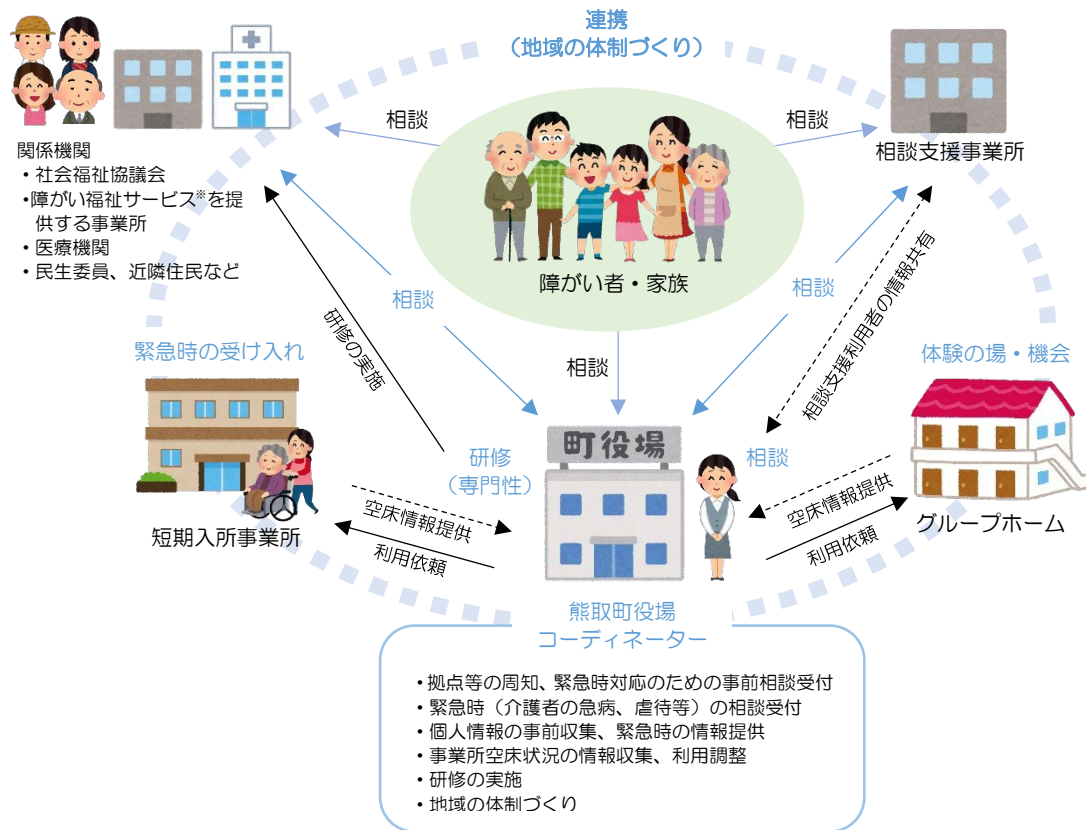 連携
（地域の体制づくり）
相談
相談
関係機関
・社会福祉協議会
・障がい福祉サービス※を提
供する事業所
・医療機関
・民生委員、近隣住民など
相談支援事業所
障がい者・家族
相談
相談
相談
研修の実施
相談支援利用者の情報共有
緊急時の受け入れ
体験の場・機会
町役場
研修
（専門性）
相談
空床情報提供
利用依頼
空床情報提供
利用依頼
短期入所事業所
グループホーム
熊取町役場
コーディネーター
・拠点等の周知、緊急時対応のための事前相談受付
・緊急時（介護者の急病、虐待等）の相談受付
・個人情報の事前収集、緊急時の情報提供
・事業所空床状況の情報収集、利用調整
・研修の実施
・地域の体制づくり